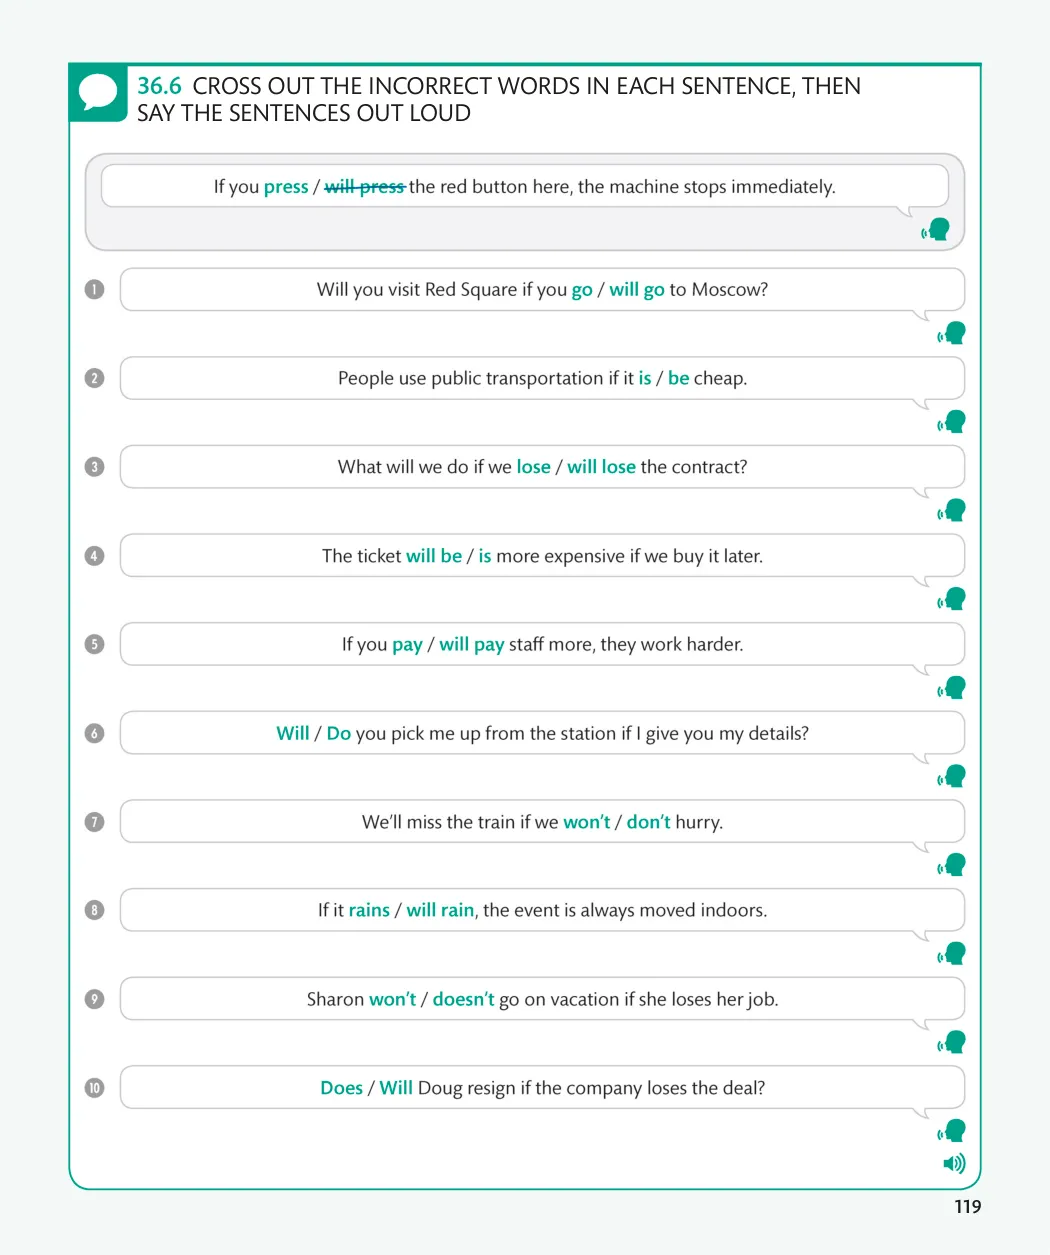 36.6 CROSS OUT THE INCORRECT WORDS IN EACH SENTENCE, THEN
SAY THE SENTENCES OUT LOUD
If you press / will press the red button here, the machine stops immediately.
1 Will you visit Red Square if you go / will go to Moscow?
2 People use public transportation if it is / be cheap.
3 What will we do if we lose / will lose the contract?
4 The ticket will be / is more expensive if we buy it later.
5 If you pay / will pay staff more, they work harder.
6 Will / Do you pick me up from the station if I give you my details?
7 We’ll miss the train if we won’t / don’t hurry.
8 If it rains / will rain, the event is always moved indoors.
9 Sharon won’t / doesn’t go on vacation if she loses her job.
10 Does / Will Doug resign if the company loses the deal?
119